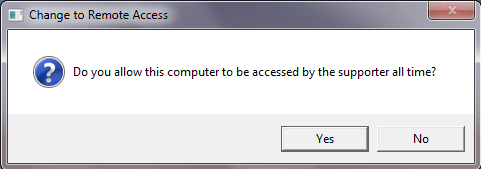 Change to Remote Access
Do you allow this computer to be accessed by the supporter all time?
Yes No